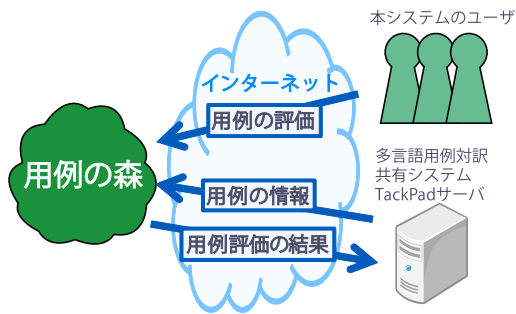 本システムのユーザ
インターネット
用例の評価
用例の森
多言語用例対訳
共有システム
TackPadサーバ
用例の情報
用例評価の結果